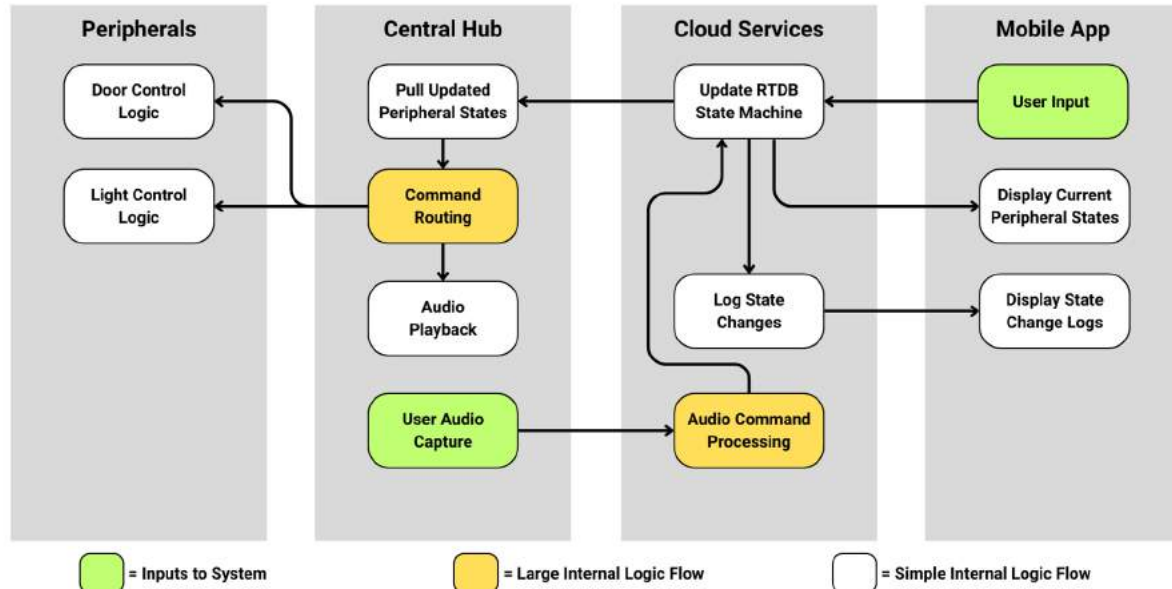 Peripherals
Central Hub
Cloud Services
Mobile App
Door Control
Logic
Pull Updated
Peripheral States
Update RTDB
State Machine
User Input
Light Control
Logic
Command
Routing
Display Current
Peripheral States
Audio
Playback
Log State
Changes
Display State
Change Logs
User Audio
Capture
Audio Command
Processing
= Inputs to System
= Large Internal Logic Flow
= Simple Internal Logic Flow